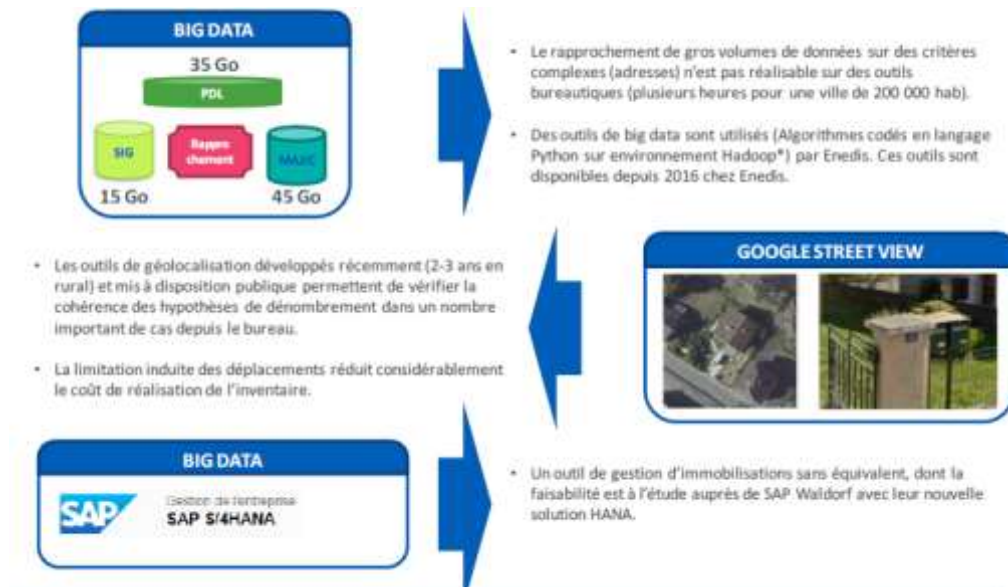 BIG DATA
35 Go
PDL
SIG
Rappro
chement
MAJIC
15 Go
45 Go
• Le rapprochement de gros volumes de données sur des critères
complexes (adresses) n'est pas réalisable sur des outils
bureautiques (plusieurs heures pour une ville de 200 000 hab).
• Des outils de big data sont utilisés (Algorithmes codés en langage
Python sur environnement Hadoop*) par Enedis. Ces outils sont
disponibles depuis 2016 chez Enedis.
• Les outils de géolocalisation développés récemment (2-3 ans en
rural) et mis à disposition publique permettent de vérifier la
cohérence des hypothèses de dénombrement dans un nombre
important de cas depuis le bureau.
• La limitation induite des déplacements réduit considérablement
le coût de réalisation de l'inventaire.
GOOGLE STREET VIEW
BIG DATA
SAP
Gestion de l'entreprise
SAP S/4HANA
• Un outil de gestion d'immobilisations sans équivalent, dont la
faisabilité est à l'étude auprès de SAP Waldorf avec leur nouvelle
solution HANA.